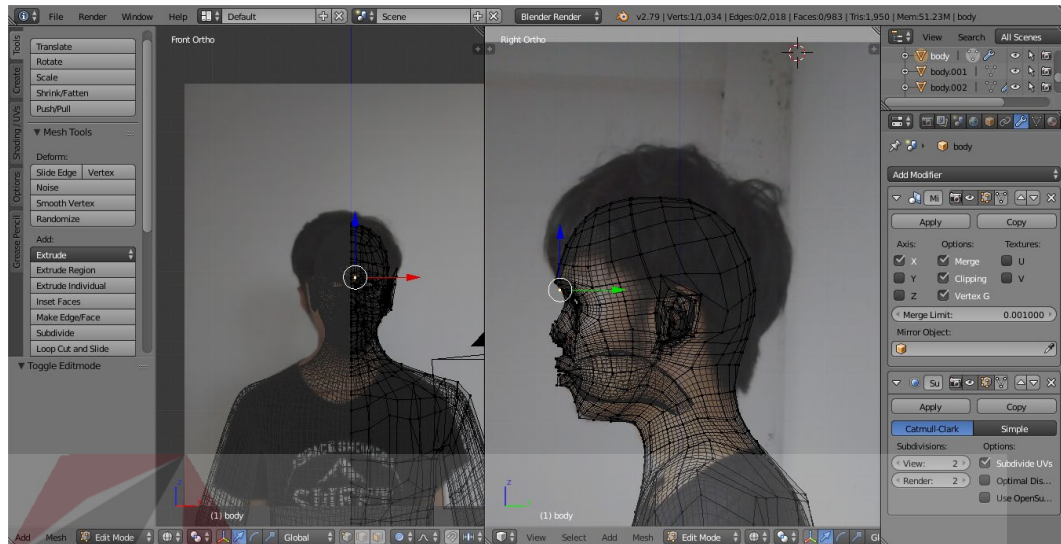 File Render Window Help Default Scene Blender Render v2.79 | Verts:1/1,034 | Edges:0/2,018 | Faces:0/983 | Tris:1,950 | Mem:51.23M | body
Tools
Create
Shading / UVs
Options
Grease Pencil
Translate
Rotate
Scale
Shrink/Fatten
Push/Pull
Mesh Tools
Deform:
Slide Edge Vertex
Noise
Smooth Vertex
Randomize
Add:
Extrude
Extrude Region
Extrude Individual
Inset Faces
Make Edge/Face
Subdivide
Loop Cut and Slide
Toggle Editmode
Front Ortho
z
(1) body
Add Mesh Edit Mode Global
Right Ortho
z
(1) body
View Select Add Mesh Edit Mode Global
View Search All Scenes
body
body.001
body.002
body
Add Modifier
Mi
Apply Copy
Axis: Options: Textures:
X Merge U
Y Clipping V
Z Vertex G
Merge Limit: 0.001000
Mirror Object:
Su
Apply Copy
Catmull-Clark Simple
Subdivisions: Options:
View: 2 Subdivide UVs
Render: 2 Optimal Dis...
Use OpenSu...